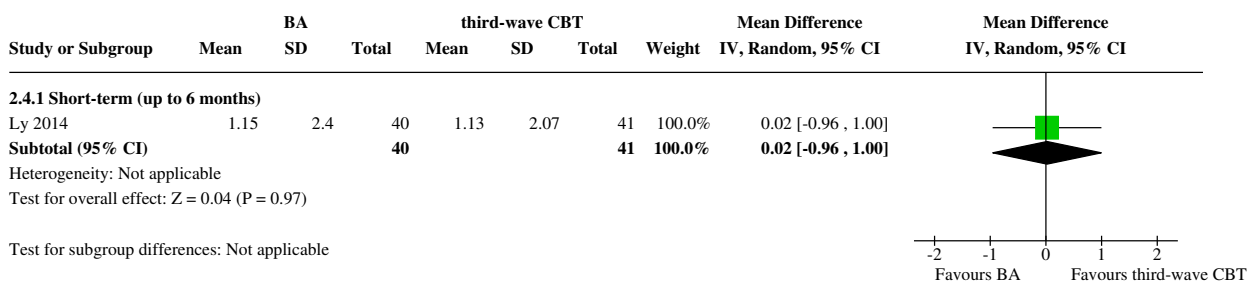 BA third-wave CBT Mean Difference Mean Difference
Study or Subgroup Mean SD Total Mean SD Total Weight IV, Random, 95% CI IV, Random, 95% CI
2.4.1 Short-term (up to 6 months)
Ly 2014 1.15 2.4 40 1.13 2.07 41 100.0% 0.02 [-0.96 , 1.00]
Subtotal (95% CI) 40 41 100.0% 0.02 [-0.96 , 1.00]
Heterogeneity: Not applicable
Test for overall effect: Z = 0.04 (P = 0.97)
Test for subgroup differences: Not applicable
-2 -1 0 1 2
Favours BA Favours third-wave CBT